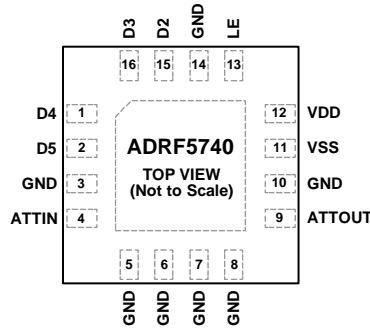 D3 D2 GND LE
16 15 14 13
D4 1
D5 2
GND 3
ATTIN 4
ADRF5740
TOP VIEW
(Not to Scale)
12 VDD
11 VSS
10 GND
9 ATTOUT
5 6 7 8
GND GND GND GND